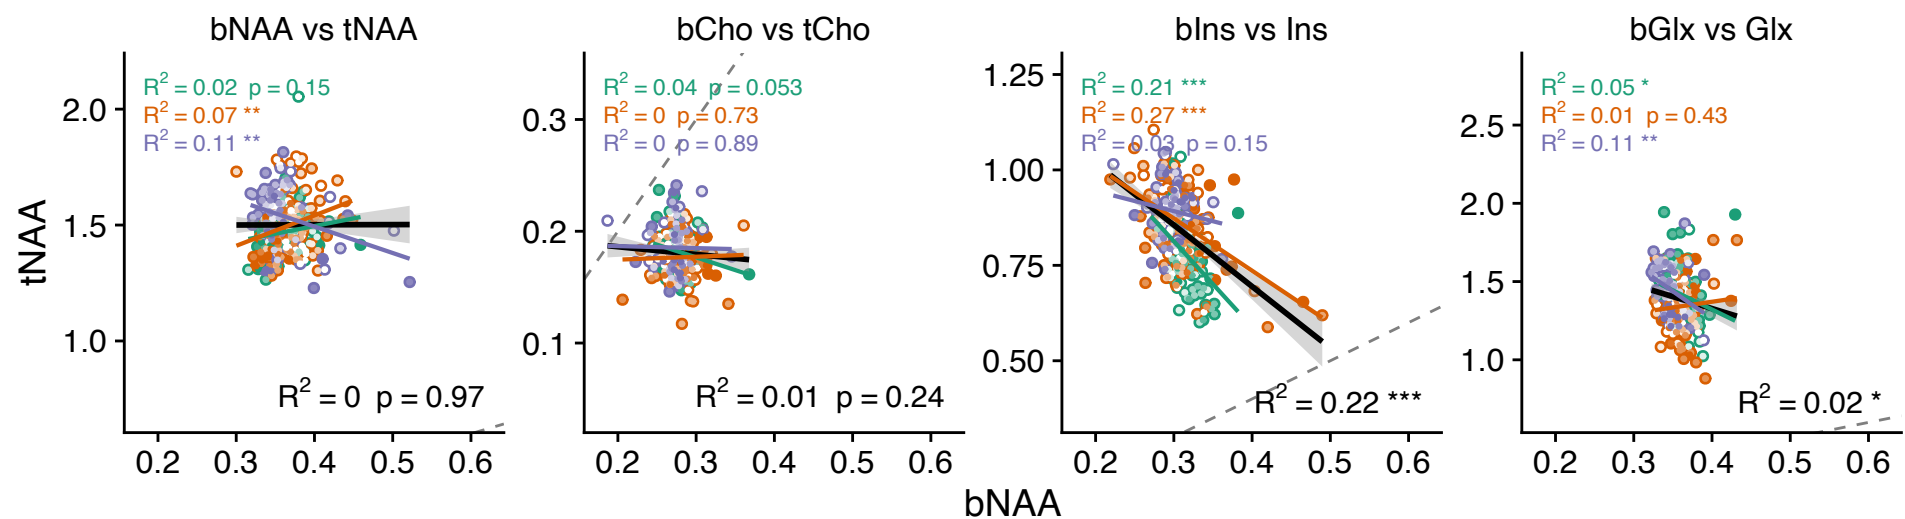 bNAA vs tNAA
R² = 0.02 p = 0.15
R² = 0.07 **
R² = 0.11 **
2.0
1.5
1.0
R² = 0 p = 0.97
0.2 0.3 0.4 0.5 0.6
tNAA
bCho vs tCho
R² = 0.04 p = 0.053
R² = 0 p = 0.73
R² = 0 p = 0.89
0.3
0.2
0.1
R² = 0.01 p = 0.24
0.2 0.3 0.4 0.5 0.6
bIns vs Ins
R² = 0.21 ***
R² = 0.27 ***
R² = 0.03 p = 0.15
1.25
1.00
0.75
0.50
R² = 0.22 ***
0.2 0.3 0.4 0.5 0.6
bGlx vs Glx
R² = 0.05 *
R² = 0.01 p = 0.43
R² = 0.11 **
2.5
2.0
1.5
1.0
R² = 0.02 *
0.2 0.3 0.4 0.5 0.6
bNAA